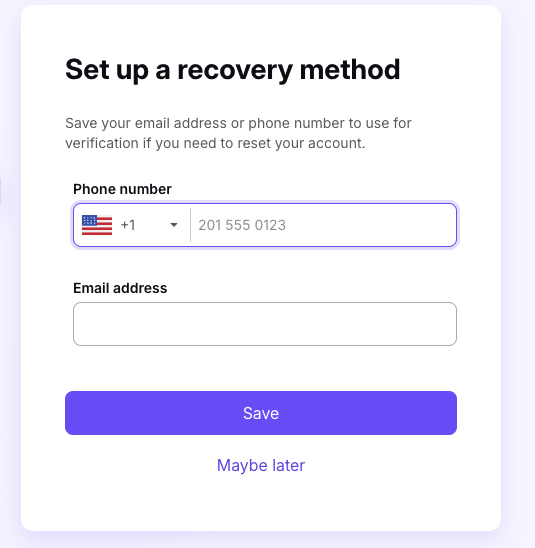 Set up a recovery method
Save your email address or phone number to use for
verification if you need to reset your account.
Phone number
+1 201 555 0123
Email address
Save
Maybe later